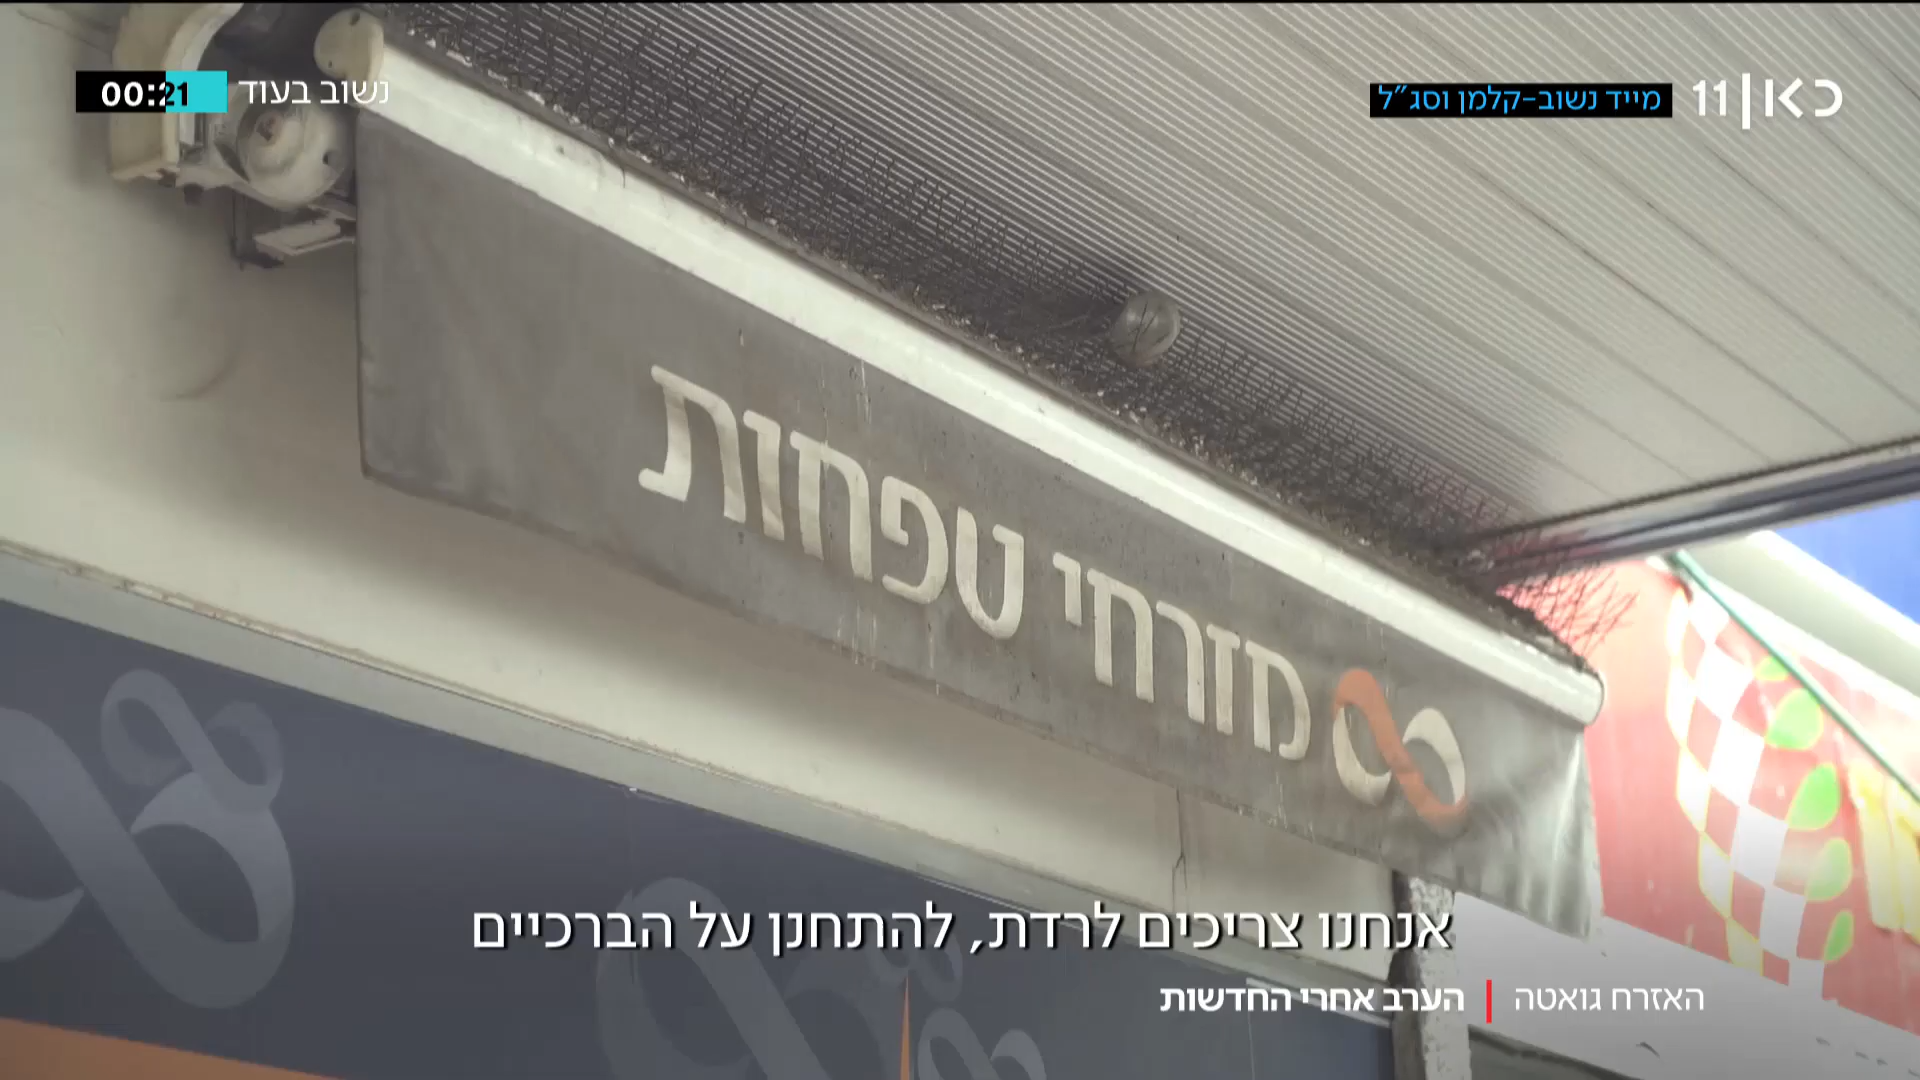 כאן 11
מייד נשוב-קלמן וסג"ל
נשוב בעוד 00:21
מזרחי טפחות
אנחנו צריכים לרדת, להתחנן על הברכיים
האזרח גואטה | הערב אחרי החדשות